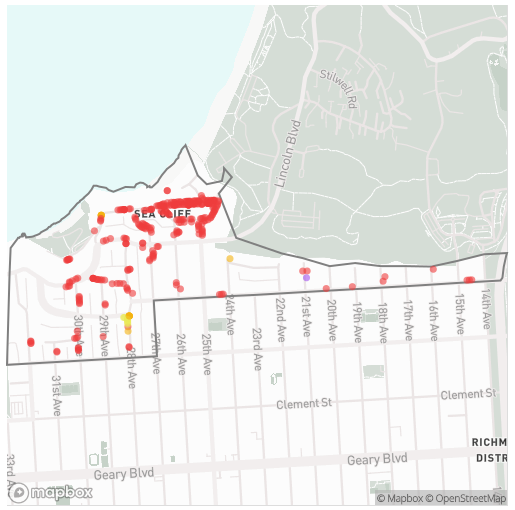 Stilwell Rd
Lincoln Blvd
SEA CLIFF
24th Ave
22nd Ave
21st Ave
20th Ave
19th Ave
18th Ave
17th Ave
16th Ave
15th Ave
14th Ave
30th Ave
29th Ave
28th Ave
27th Ave
26th Ave
25th Ave
23rd Ave
31st Ave
Clement St
Clement St
33rd Av
RICHM
DISTR
Geary Blvd
Geary Blvd
mapbox
© Mapbox © OpenStreetMap